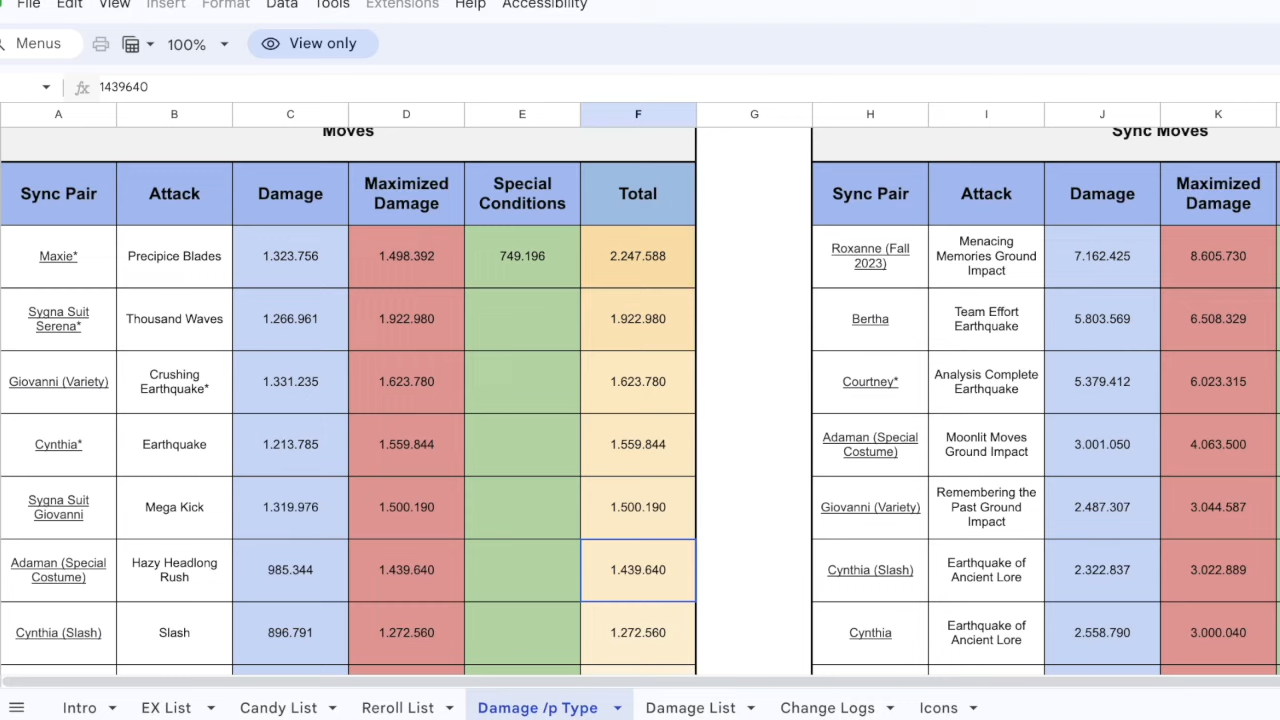 File Edit View Insert Format Data Tools Extensions Help Accessibility
Menus 100% View only
fx 1439640
A B C D E F G H I J K
Moves Sync Moves
Sync Pair Attack Damage Maximized Damage Special Conditions Total Sync Pair Attack Damage Maximized Damage
Maxie* Precipice Blades 1.323.756 1.498.392 749.196 2.247.588 Roxanne (Fall 2023) Menacing Memories Ground Impact 7.162.425 8.605.730
Sygna Suit Serena* Thousand Waves 1.266.961 1.922.980 1.922.980 Bertha Team Effort Earthquake 5.803.569 6.508.329
Giovanni (Variety) Crushing Earthquake* 1.331.235 1.623.780 1.623.780 Courtney* Analysis Complete Earthquake 5.379.412 6.023.315
Cynthia* Earthquake 1.213.785 1.559.844 1.559.844 Adaman (Special Costume) Moonlit Moves Ground Impact 3.001.050 4.063.500
Sygna Suit Giovanni Mega Kick 1.319.976 1.500.190 1.500.190 Giovanni (Variety) Remembering the Past Ground Impact 2.487.307 3.044.587
Adaman (Special Costume) Hazy Headlong Rush 985.344 1.439.640 1.439.640 Cynthia (Slash) Earthquake of Ancient Lore 2.322.837 3.022.889
Cynthia (Slash) Slash 896.791 1.272.560 1.272.560 Cynthia Earthquake of Ancient Lore 2.558.790 3.000.040
Intro EX List Candy List Reroll List Damage /p Type Damage List Change Logs Icons